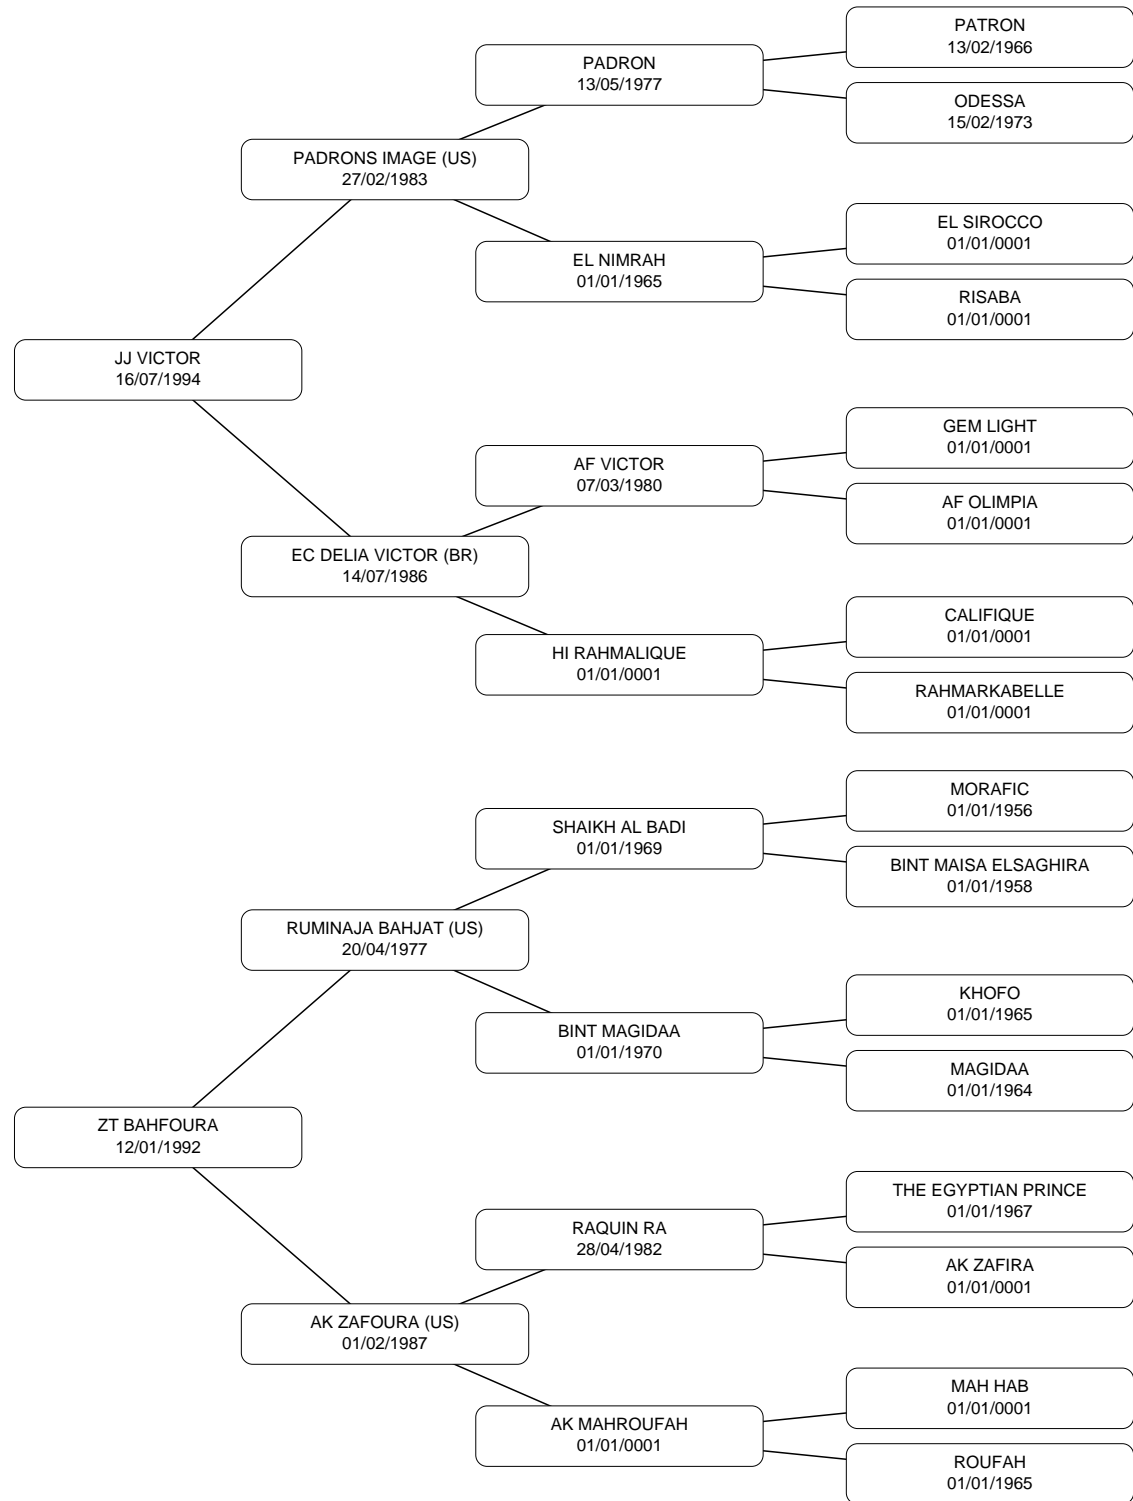 PATRON
13/02/1966
PADRON
13/05/1977
ODESSA
15/02/1973
PADRONS IMAGE (US)
27/02/1983
EL SIROCCO
01/01/0001
EL NIMRAH
01/01/1965
RISABA
01/01/0001
JJ VICTOR
16/07/1994
GEM LIGHT
01/01/0001
AF VICTOR
07/03/1980
AF OLIMPIA
01/01/0001
EC DELIA VICTOR (BR)
14/07/1986
CALIFIQUE
01/01/0001
HI RAHMALIQUE
01/01/0001
RAHMARKABELLE
01/01/0001
MORAFIC
01/01/1956
SHAIKH AL BADI
01/01/1969
BINT MAISA ELSAGHIRA
01/01/1958
RUMINAJA BAHJAT (US)
20/04/1977
KHOFO
01/01/1965
BINT MAGIDAA
01/01/1970
MAGIDAA
01/01/1964
ZT BAHFOURA
12/01/1992
THE EGYPTIAN PRINCE
01/01/1967
RAQUIN RA
28/04/1982
AK ZAFIRA
01/01/0001
AK ZAFOURA (US)
01/02/1987
MAH HAB
01/01/0001
AK MAHROUFAH
01/01/0001
ROUFAH
01/01/1965